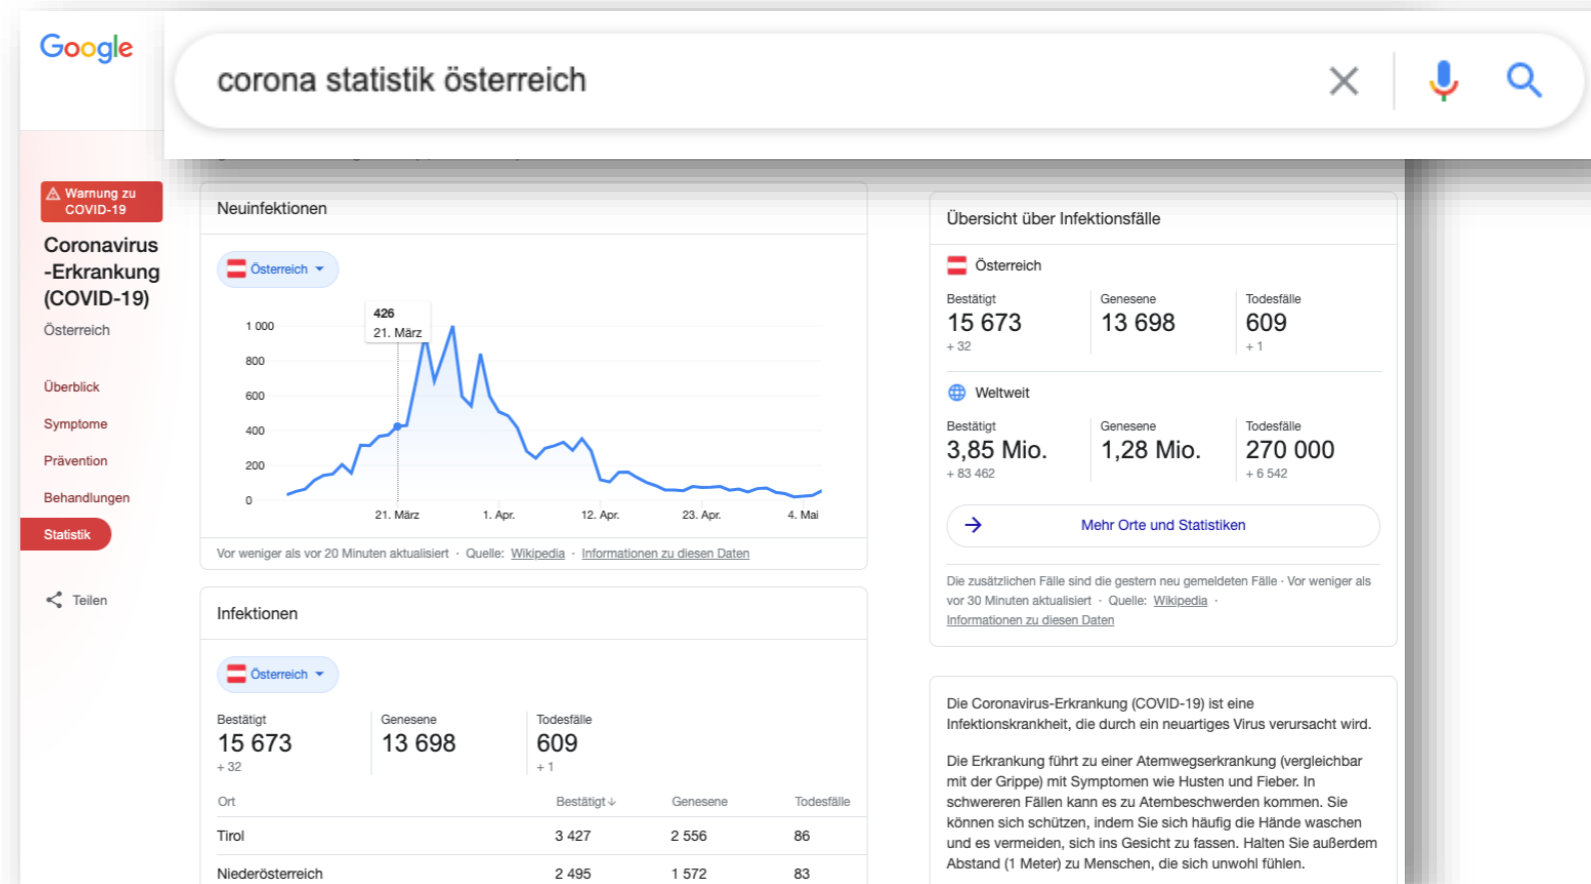 Google
corona statistik österreich
Warnung zu
COVID-19
Coronavirus
-Erkrankung
(COVID-19)
Österreich
Überblick
Symptome
Prävention
Behandlungen
Statistik
Teilen
Neuinfektionen
Österreich
426
21. März
1 000
800
600
400
200
0
21. März 1. Apr. 12. Apr. 23. Apr. 4. Mai
Vor weniger als vor 20 Minuten aktualisiert · Quelle: Wikipedia · Informationen zu diesen Daten
Infektionen
Österreich
Bestätigt Genesene Todesfälle
15 673 13 698 609
+ 32 + 1
Ort Bestätigt ↓ Genesene Todesfälle
Tirol 3 427 2 556 86
Niederösterreich 2 495 1 572 83
Übersicht über Infektionsfälle
Österreich
Bestätigt Genesene Todesfälle
15 673 13 698 609
+ 32 + 1
Weltweit
Bestätigt Genesene Todesfälle
3,85 Mio. 1,28 Mio. 270 000
+ 83 462 + 6 542
Mehr Orte und Statistiken
Die zusätzlichen Fälle sind die gestern neu gemeldeten Fälle · Vor weniger als
vor 30 Minuten aktualisiert · Quelle: Wikipedia ·
Informationen zu diesen Daten
Die Coronavirus-Erkrankung (COVID-19) ist eine
Infektionskrankheit, die durch ein neuartiges Virus verursacht wird.
Die Erkrankung führt zu einer Atemwegserkrankung (vergleichbar
mit der Grippe) mit Symptomen wie Husten und Fieber. In
schwereren Fällen kann es zu Atembeschwerden kommen. Sie
können sich schützen, indem Sie sich häufig die Hände waschen
und es vermeiden, sich ins Gesicht zu fassen. Halten Sie außerdem
Abstand (1 Meter) zu Menschen, die sich unwohl fühlen.